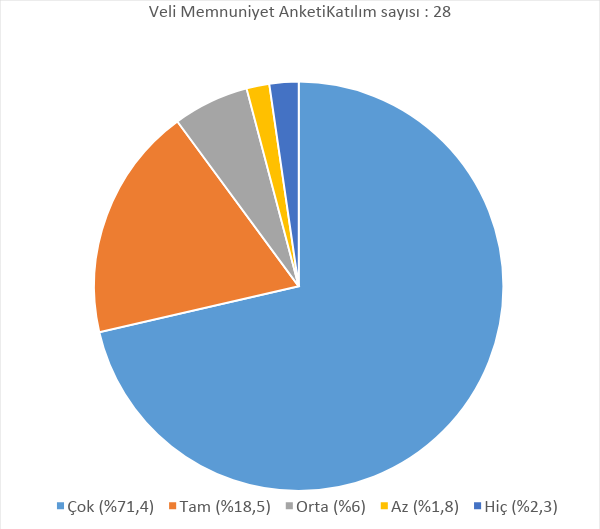 Veli Memnuniyet AnketiKatılım sayısı : 28
Çok (%71,4) Tam (%18,5) Orta (%6) Az (%1,8) Hiç (%2,3)